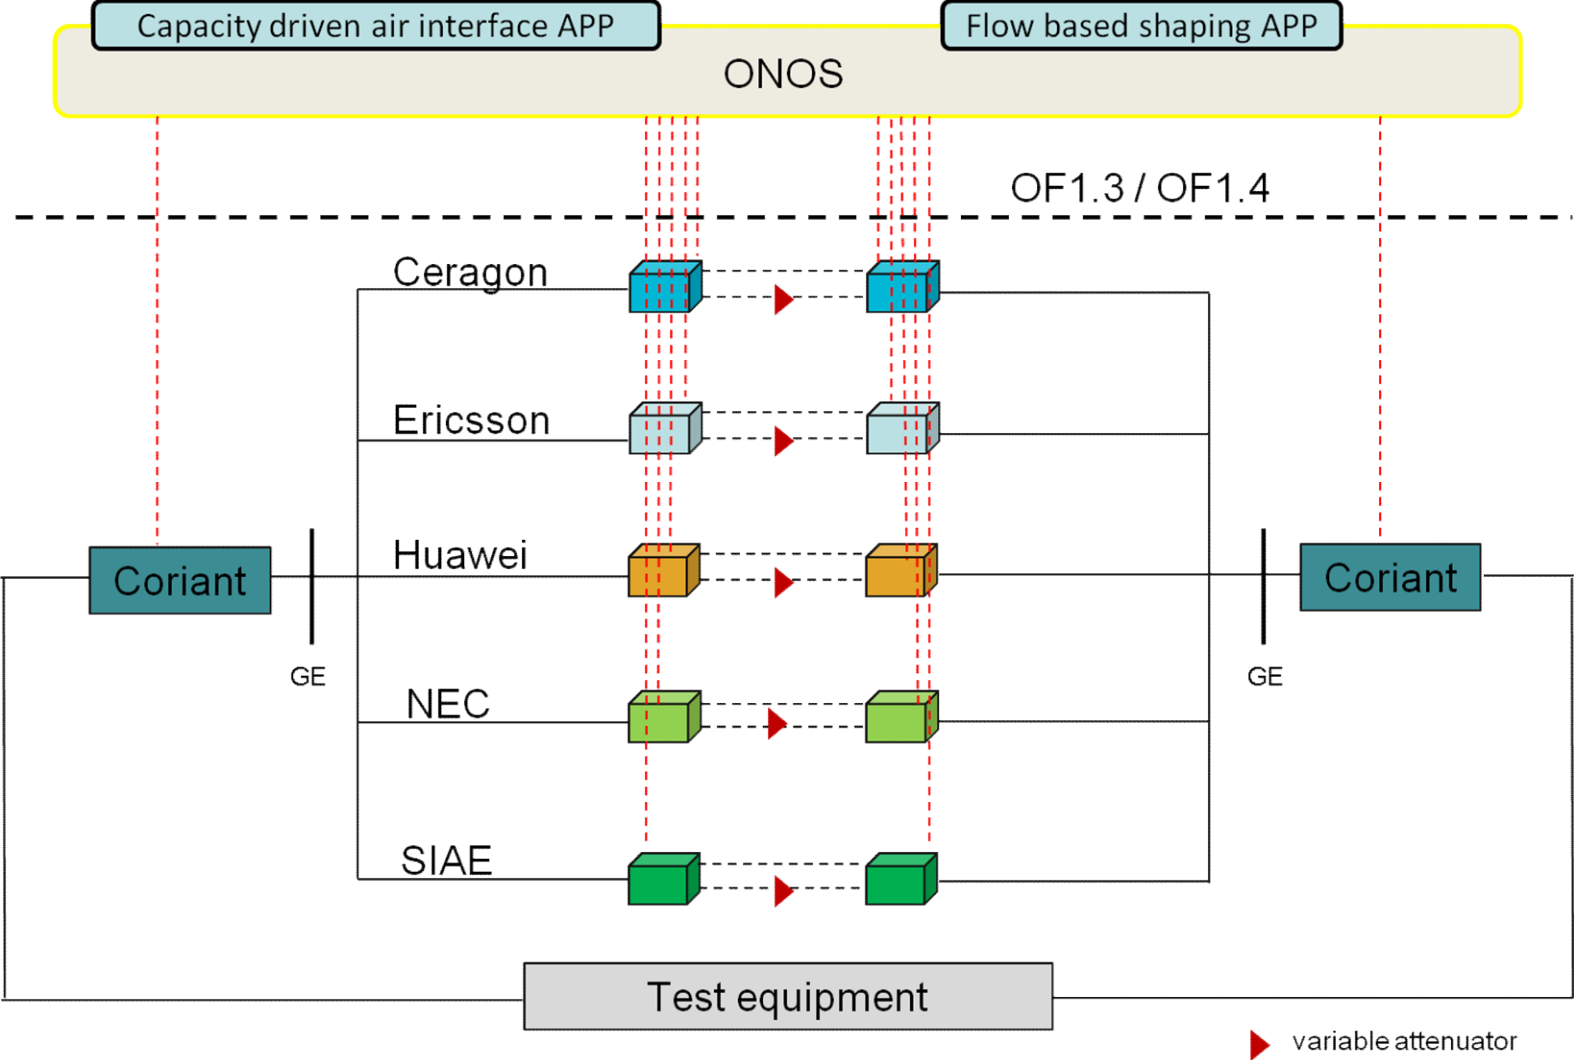 Capacity driven air interface APP
Flow based shaping APP
ONOS
OF1.3 / OF1.4
Ceragon
Ericsson
Huawei
Coriant
Coriant
GE
GE
NEC
SIAE
Test equipment
variable attenuator